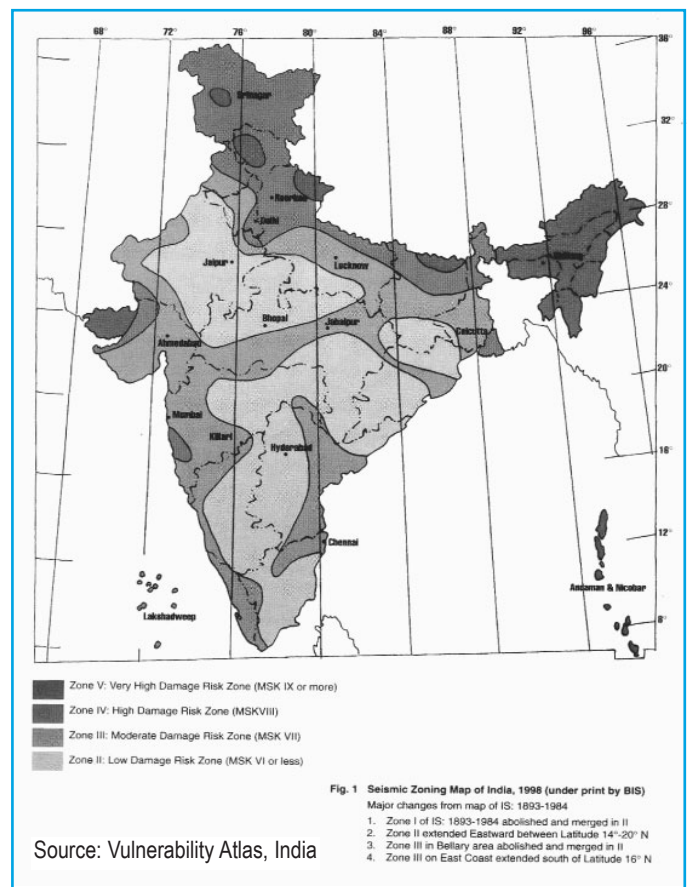 68° 72° 76° 80° 84° 88° 92° 96° 36°
Srinagar
32°
Roorkee
28°
Delhi
Jaipur
Lucknow
24°
Bhopal
Jabalpur
Calcutta
Ahmedabad
20°
Mumbai
Killari
Hyderabad
16°
Chennai
12°
Andaman & Nicobar
Lakshadweep
8°
Zone V: Very High Damage Risk Zone (MSK IX or more)
Zone IV: High Damage Risk Zone (MSKVIII)
Zone III: Moderate Damage Risk Zone (MSK VII)
Zone II: Low Damage Risk Zone (MSK VI or less)
Fig. 1 Seismic Zoning Map of India, 1998 (under print by BIS)
Major changes from map of IS: 1893-1984
1. Zone I of IS: 1893-1984 abolished and merged in II
2. Zone II extended Eastward between Latitude 14°-20° N
3. Zone III in Bellary area abolished and merged in II
4. Zone III on East Coast extended south of Latitude 16° N
Source: Vulnerability Atlas, India